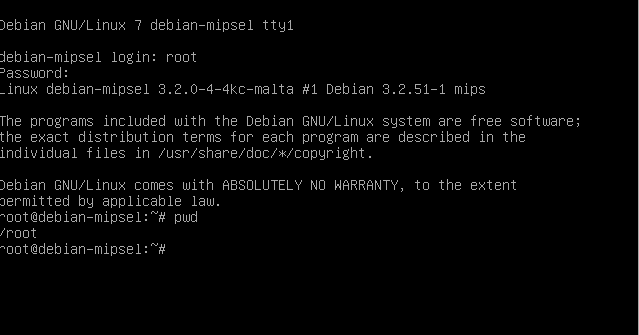 Debian GNU/Linux 7 debian-mipsel tty1
debian-mipsel login: root
Password:
Linux debian-mipsel 3.2.0-4-4kc-malta #1 Debian 3.2.51-1 mips
The programs included with the Debian GNU/Linux system are free software;
the exact distribution terms for each program are described in the
individual files in /usr/share/doc/*/copyright.
Debian GNU/Linux comes with ABSOLUTELY NO WARRANTY, to the extent
permitted by applicable law.
root@debian-mipsel:~# pwd
/root
root@debian-mipsel:~#